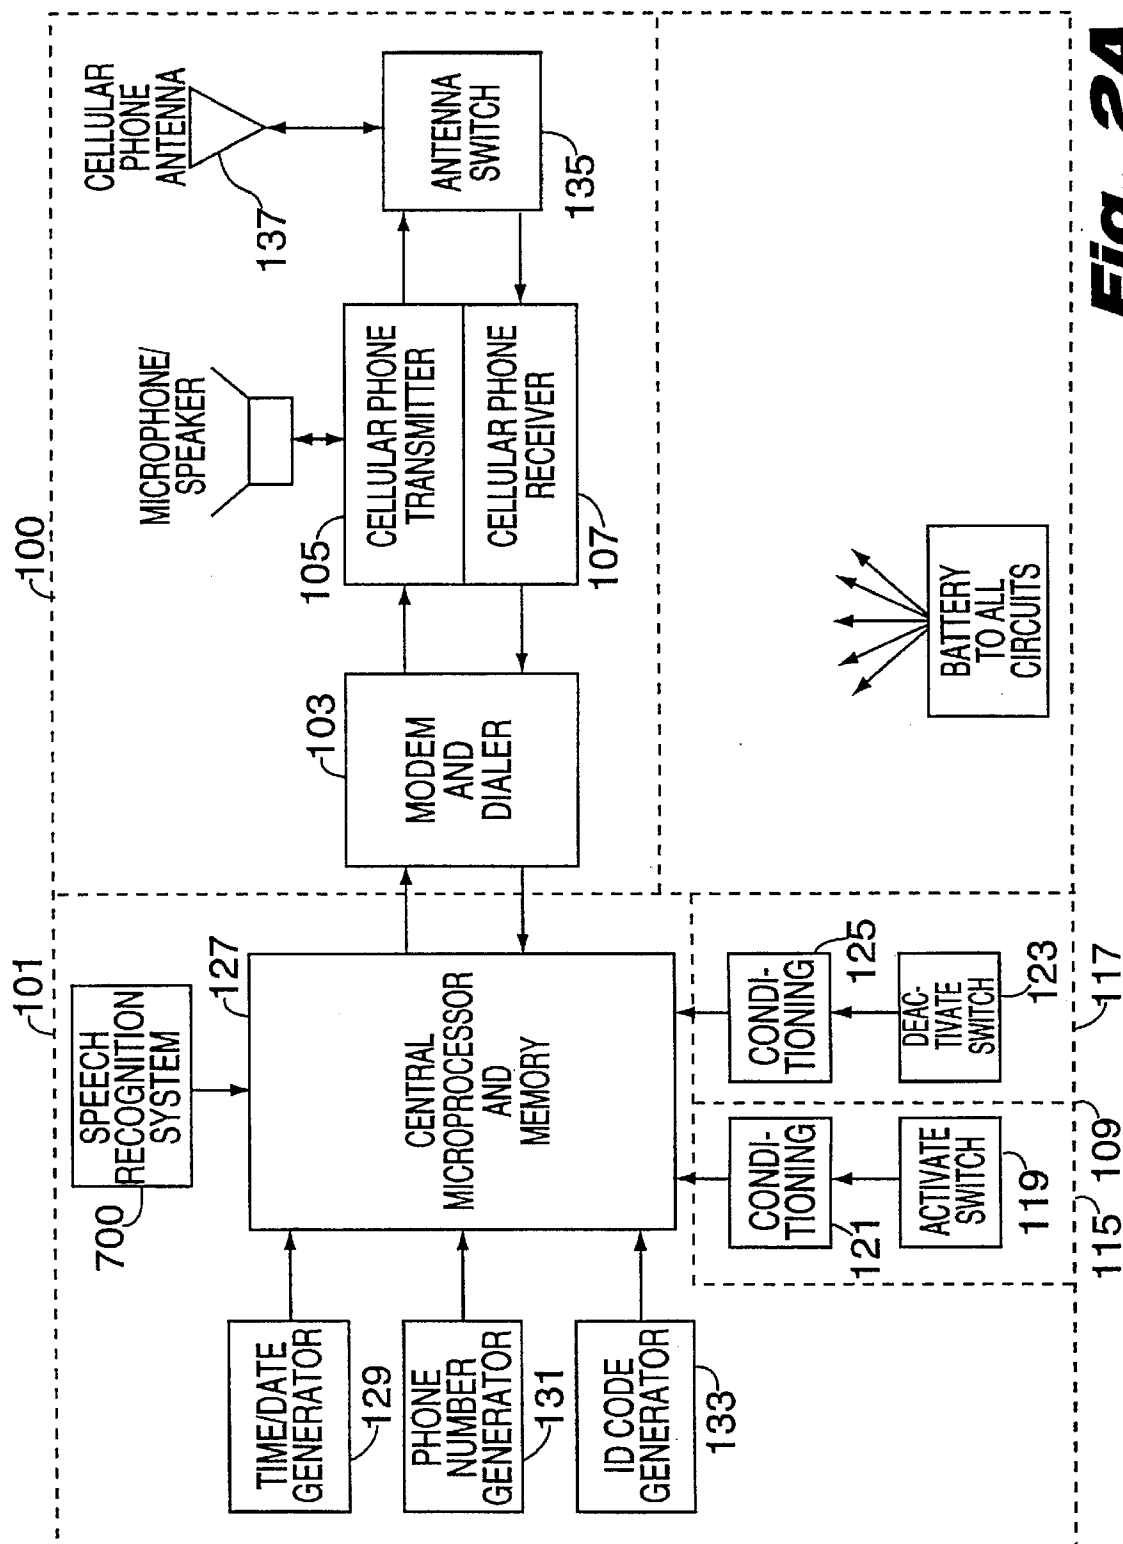 101
100
SPEECH
RECOGNITION
SYSTEM
700
CELLULAR
PHONE
ANTENNA
137
MICROPHONE/
SPEAKER
TIME/DATE
GENERATOR
129
PHONE
NUMBER
GENERATOR
131
ID CODE
GENERATOR
133
127
CENTRAL
MICROPROCESSOR
AND
MEMORY
103
MODEM
AND
DIALER
105
CELLULAR PHONE
TRANSMITTER
CELLULAR PHONE
RECEIVER
107
ANTENNA
SWITCH
135
CONDI-
TIONING
121
ACTIVATE
SWITCH
119
CONDI-
TIONING
125
DEAC-
TIVATE
SWITCH
123
115
109
117
BATTERY
TO ALL
CIRCUITS
Fig. 2A